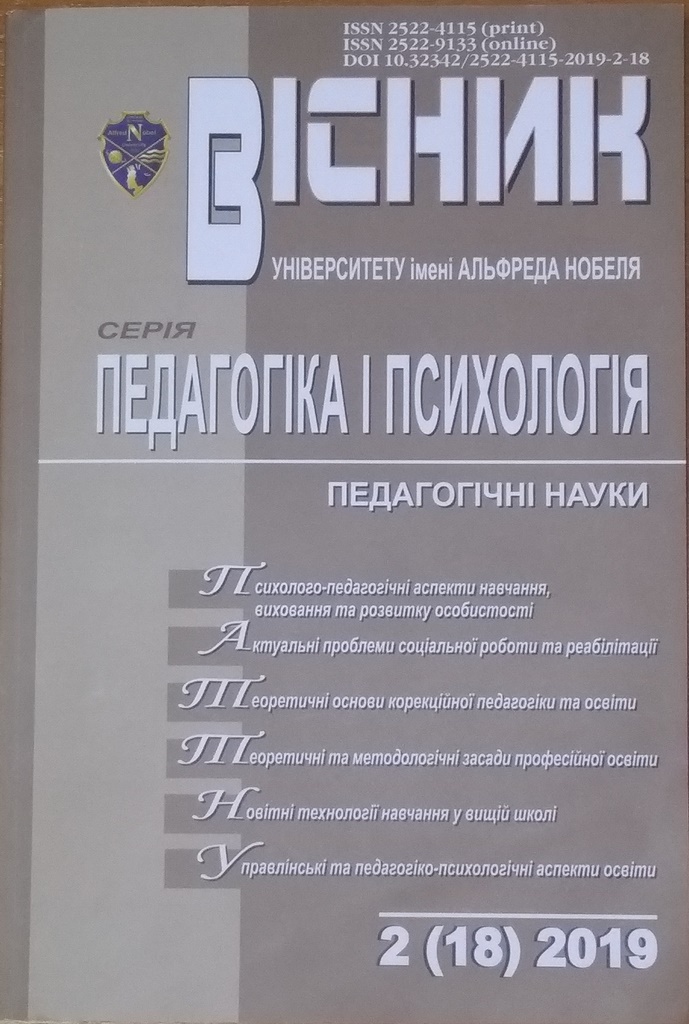 ISSN 2522-4115 (print)
ISSN 2522-9133 (online)
DOI 10.32342/2522-4115-2019-2-18
ВІСНИК
Alfred Nobel
УНІВЕРСИТЕТУ імені АЛЬФРЕДА НОБЕЛЯ
СЕРІЯ
ПЕДАГОГІКА І ПСИХОЛОГІЯ
ПЕДАГОГІЧНІ НАУКИ
Психолого-педагогічні аспекти навчання,
виховання та розвитку особистості
Актуальні проблеми соціальної роботи та реабілітації
Теоретичні основи корекційної педагогіки та освіти
Теоретичні та методологічні засади професійної освіти
Новітні технології навчання у вищій школі
Управлінські та педагогіко-психологічні аспекти освіти
2 (18) 2019